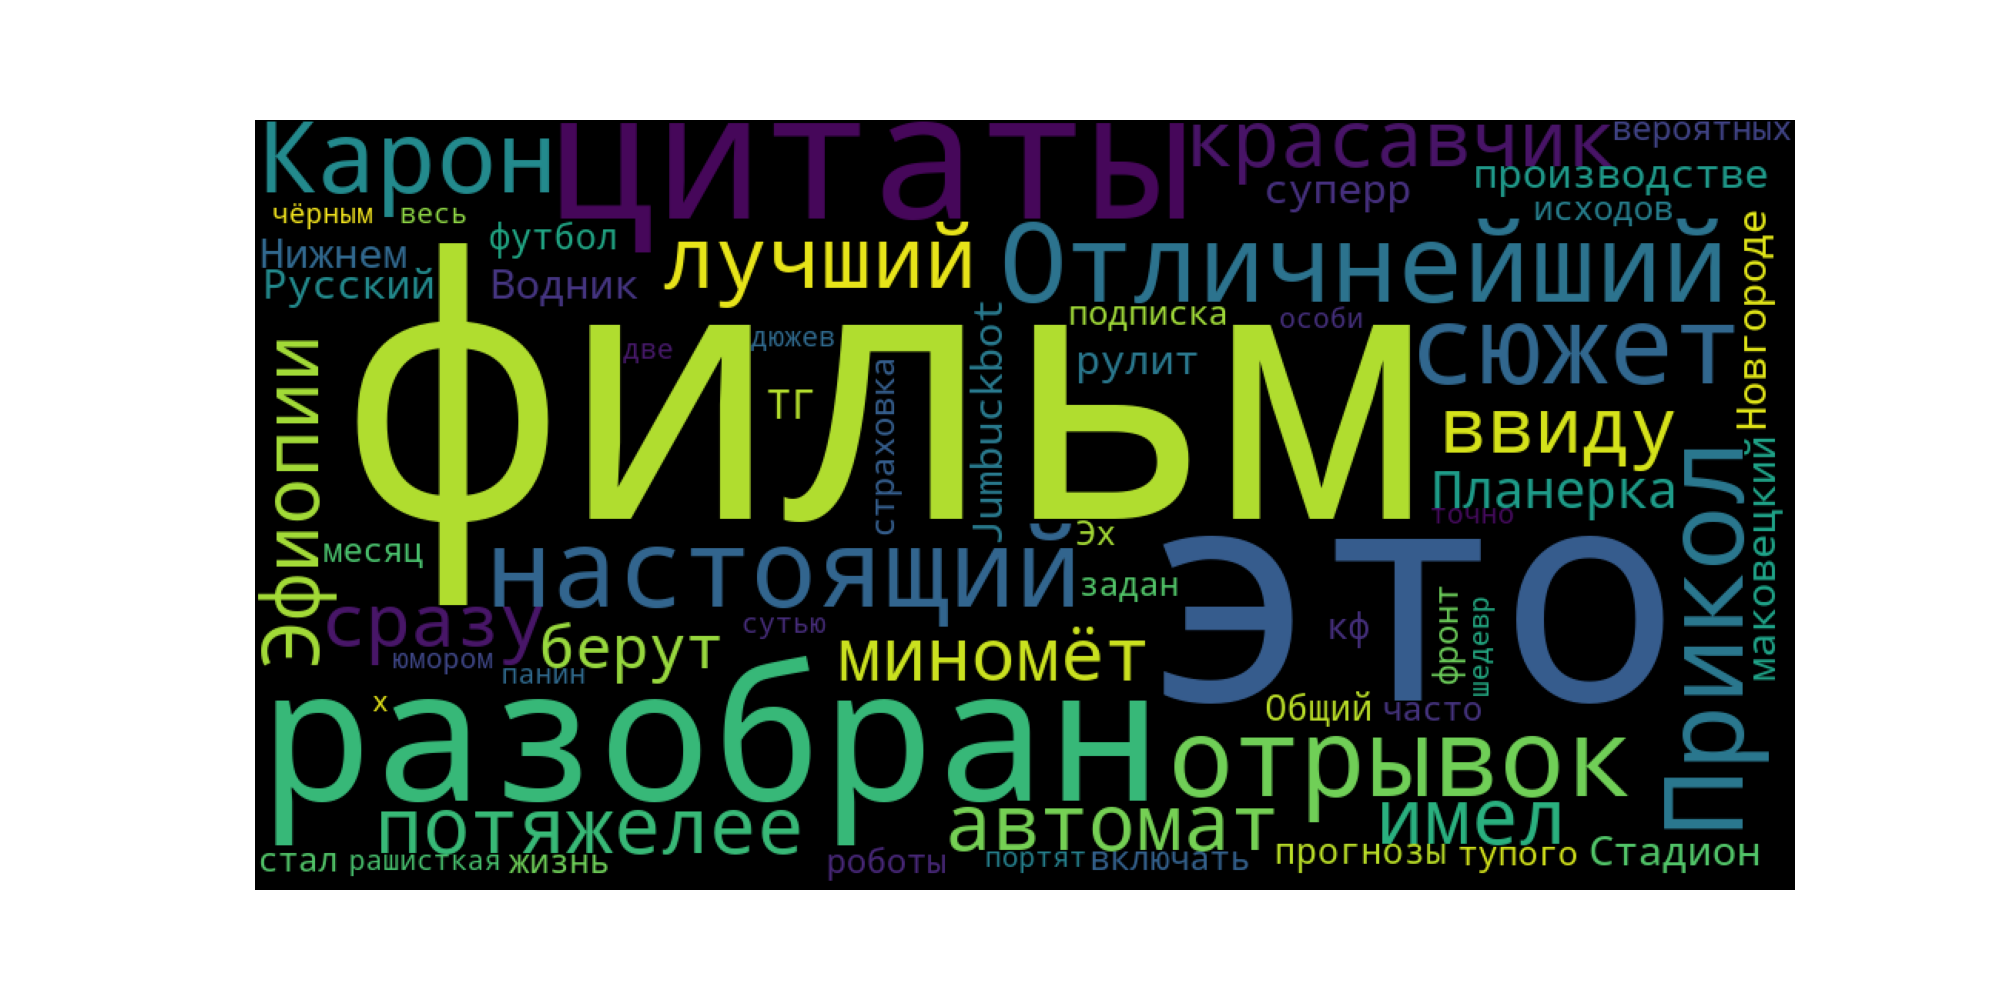 Карон
цитаты
красавчик
вероятных
суперр
производстве
исходов
чёрным
весь
Нижнем
футбол
лучший
Отличнейший
Новгороде
Русский
Водник
фильм
дюжев
две
Jumbuckbot
подписка
особи
рулит
сюжет
тг
страховка
ввиду
Эфиопии
Планерка
точно
маковецкий
Прикол
месяц
настоящий
Эх
это
задан
сразу
берут
сутью
миномёт
кф
фронт
шедевр
юмором
панин
х
разобран
Общий
часто
отрывок
потяжелее
автомат
имел
стал
рашисткая
жизнь
роботы
портят
включать
прогнозы
тупого
Стадион